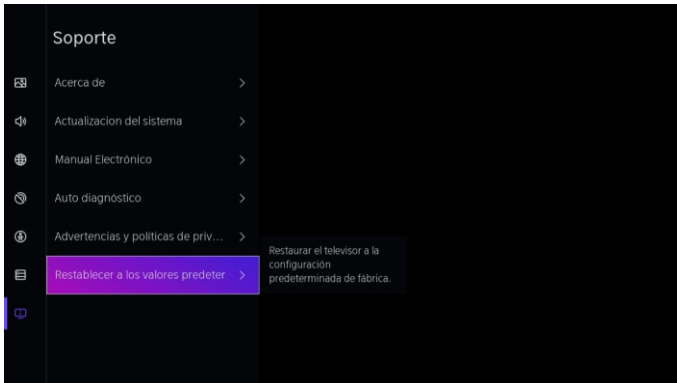 Soporte
Acerca de
Actualizacion del sistema
Manual Electrónico
Auto diagnóstico
Advertencias y políticas de priv...
Restaurar el televisor a la
configuración
predeterminada de fábrica.
Restablecer a los valores predeter